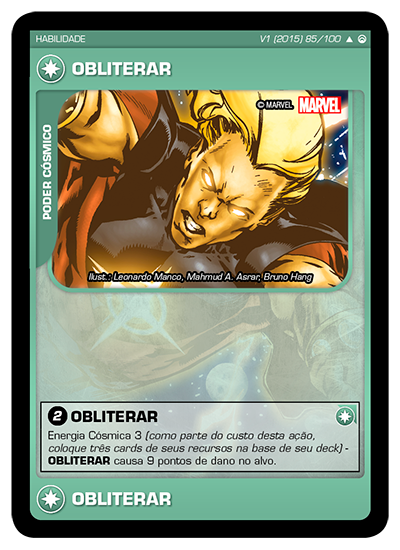 HABILIDADE
V1 (2015) 85/100
OBLITERAR
PODER CÓSMICO
© MARVEL MARVEL
Ilust.: Leonardo Manco, Mahmud A. Asrar, Bruno Hang
2 OBLITERAR
Energia Cósmica 3 (como parte do custo desta ação,
coloque três cards de seus recursos na base de seu deck) -
OBLITERAR causa 9 pontos de dano no alvo.
OBLITERAR